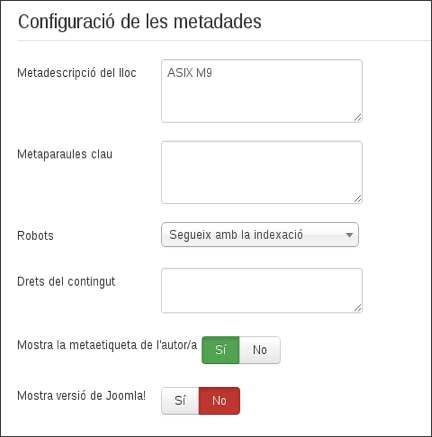 Configuració de les metadades
Metadescripció del lloc
ASIX M9
Metaparaules clau
Robots
Segueix amb la indexació
Drets del contingut
Mostra la metaetiqueta de l'autor/a
Sí No
Mostra versió de Joomla!
Sí No